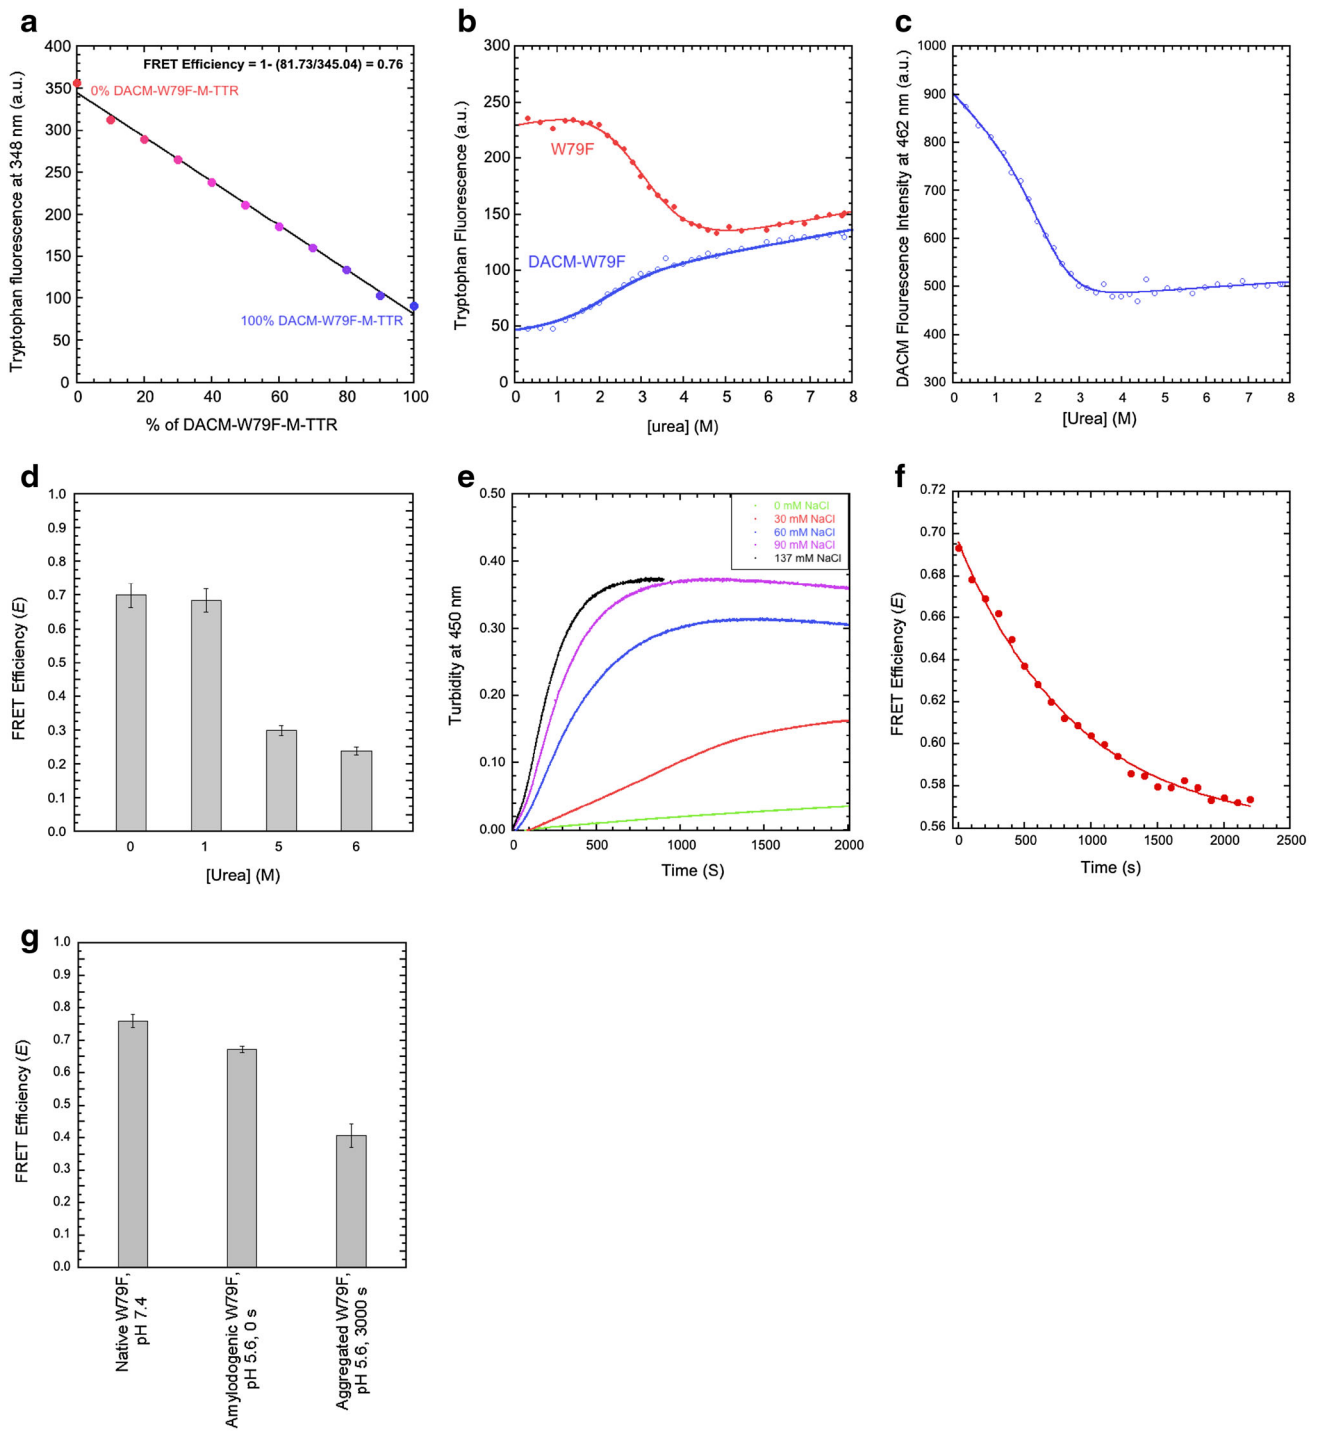 a
400
350
300
250
200
150
100
50
0
Tryptophan fluorescence at 348 nm (a.u.)
FRET Efficiency = 1- (81.73/345.04) = 0.76
0% DACM-W79F-M-TTR
100% DACM-W79F-M-TTR
0 20 40 60 80 100
% of DACM-W79F-M-TTR
b
300
250
200
150
100
50
0
Tryptophan Fluorescence (a.u.)
W79F
DACM-W79F
0 1 2 3 4 5 6 7 8
[urea] (M)
c
1000
900
800
700
600
500
400
300
DACM Flourescence Intensity at 462 nm (a.u.)
0 1 2 3 4 5 6 7 8
[Urea] (M)
d
1.0
0.9
0.8
0.7
0.6
0.5
0.4
0.3
0.2
0.1
0.0
FRET Efficiency (E)
0 1 5 6
[Urea] (M)
e
0.50
0.40
0.30
0.20
0.10
0.00
Turbidity at 450 nm
0 mM NaCl
30 mM NaCl
60 mM NaCl
90 mM NaCl
137 mM NaCl
0 500 1000 1500 2000
Time (S)
f
0.72
0.70
0.68
0.66
0.64
0.62
0.60
0.58
0.56
FRET Efficiency (E)
0 500 1000 1500 2000 2500
Time (s)
g
1.0
0.9
0.8
0.7
0.6
0.5
0.4
0.3
0.2
0.1
0.0
FRET Efficiency (E)
Native W79F,
pH 7.4
Amylodogenic W79F,
pH 5.6, 0 s
Aggregated W79F,
pH 5.6, 3000 s